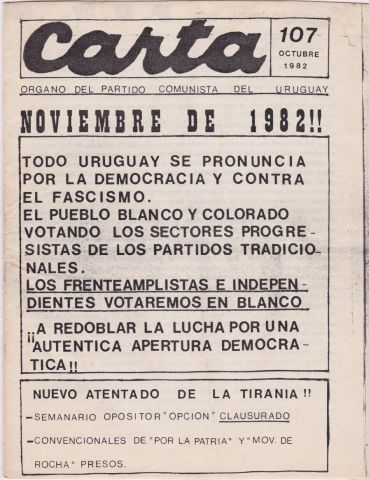 Carta
107
OCTUBRE
1982
ORGANO DEL PARTIDO COMUNISTA DEL URUGUAY
NOVIEMBRE DE 1982!!
TODO URUGUAY SE PRONUNCIA
POR LA DEMOCRACIA Y CONTRA
EL FASCISMO.
EL PUEBLO BLANCO Y COLORADO
VOTANDO LOS SECTORES PROGRE-
SISTAS DE LOS PARTIDOS TRADICIO-
NALES.
LOS FRENTEAMPLISTAS E INDEPEN-
DIENTES VOTAREMOS EN BLANCO
¡¡A REDOBLAR LA LUCHA POR UNA
AUTENTICA APERTURA DEMOCRA-
TICA!!
NUEVO ATENTADO DE LA TIRANIA !!
-SEMANARIO OPOSITOR "OPCION" CLAUSURADO
-CONVENCIONALES DE "POR LA PATRIA" Y "MOV. DE
ROCHA" PRESOS.